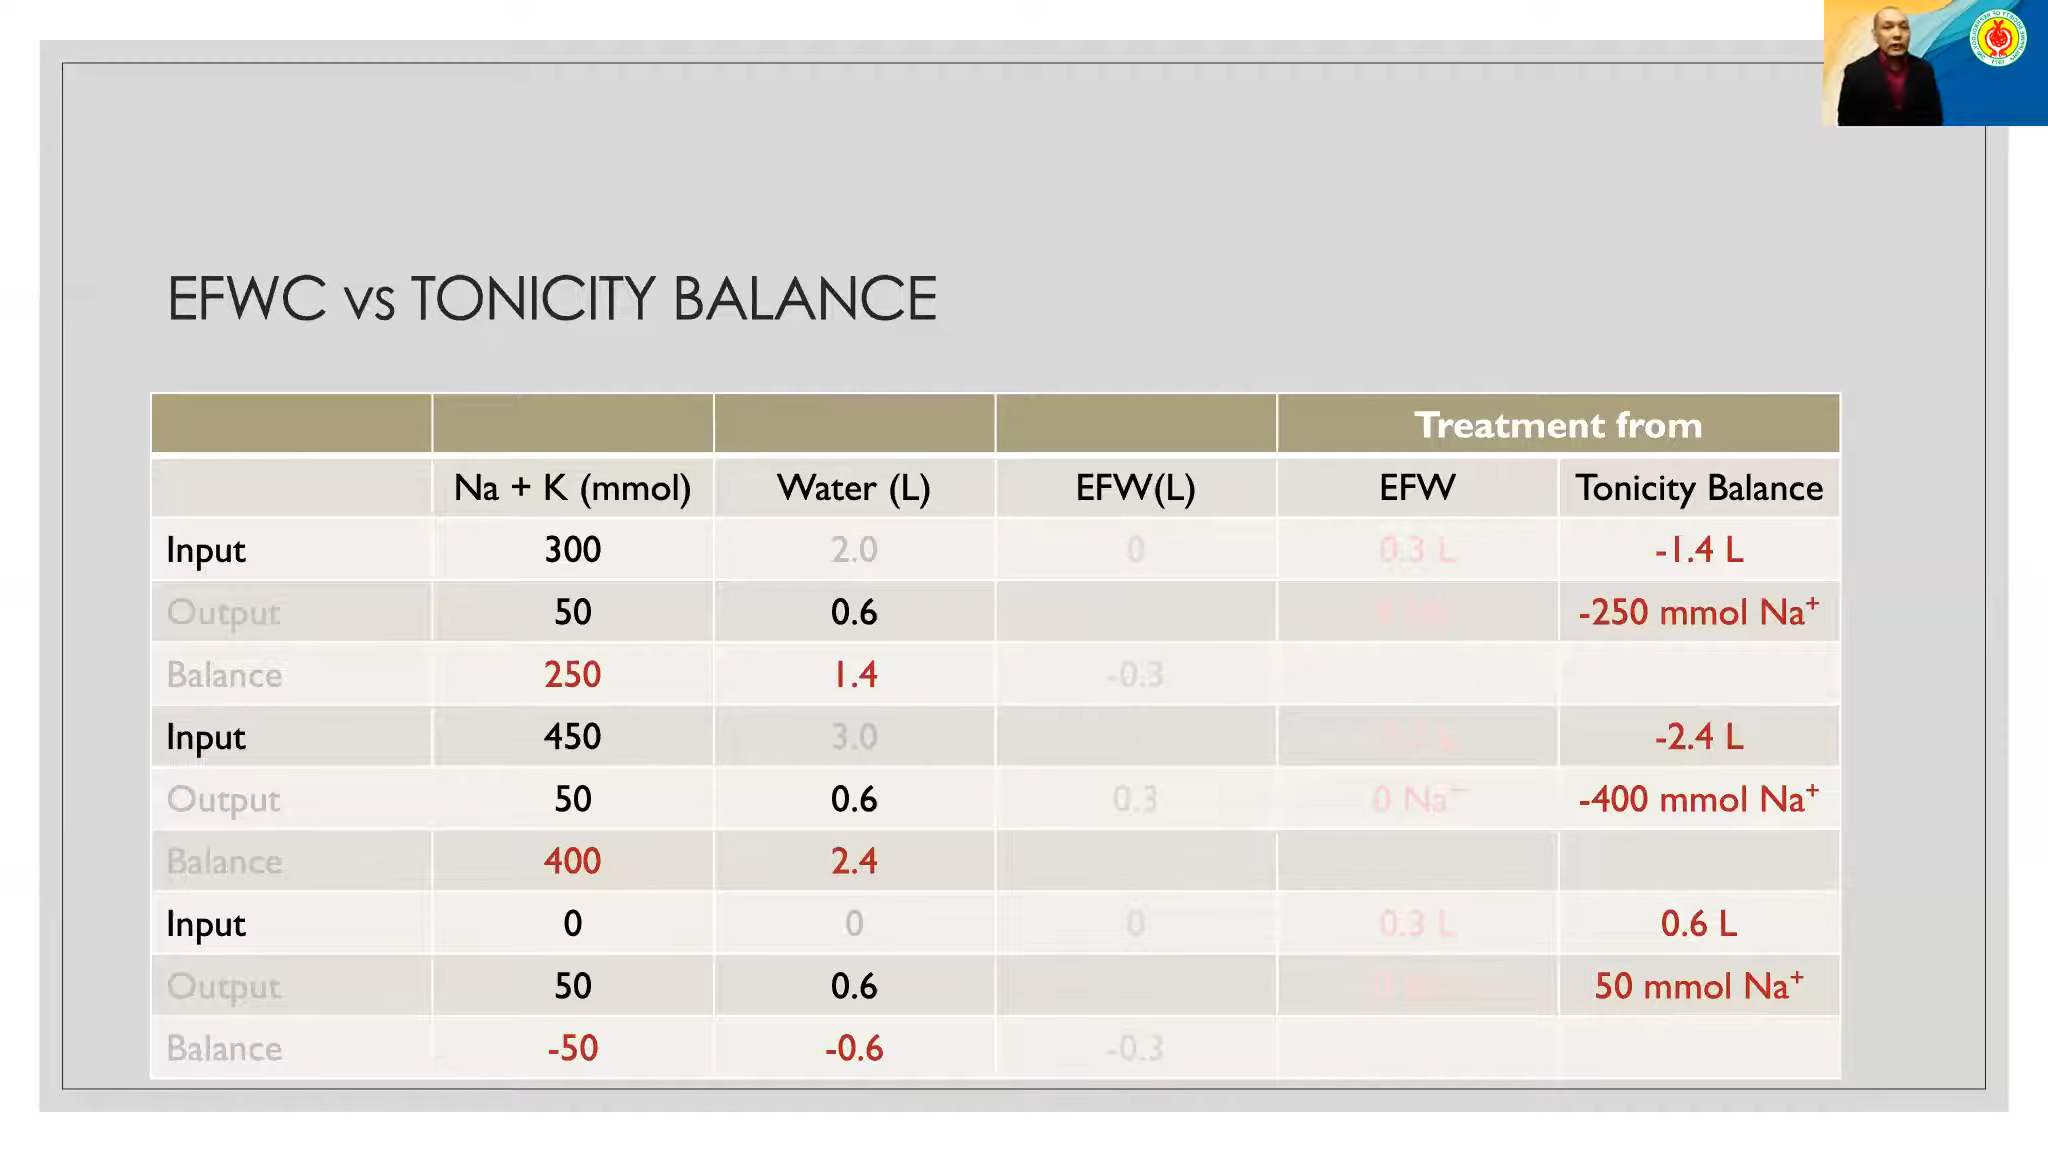 EFWC vs TONICITY BALANCE
Treatment from
Na + K (mmol) Water (L) EFW(L) EFW Tonicity Balance
Input 300 2.0 0 0.3 L -1.4 L
Output 50 0.6 -250 mmol Na⁺
Balance 250 1.4 -0.3
Input 450 3.0 -2.4 L
Output 50 0.6 0.3 0 Na⁺ -400 mmol Na⁺
Balance 400 2.4
Input 0 0 0 0.3 L 0.6 L
Output 50 0.6 50 mmol Na⁺
Balance -50 -0.6 -0.3